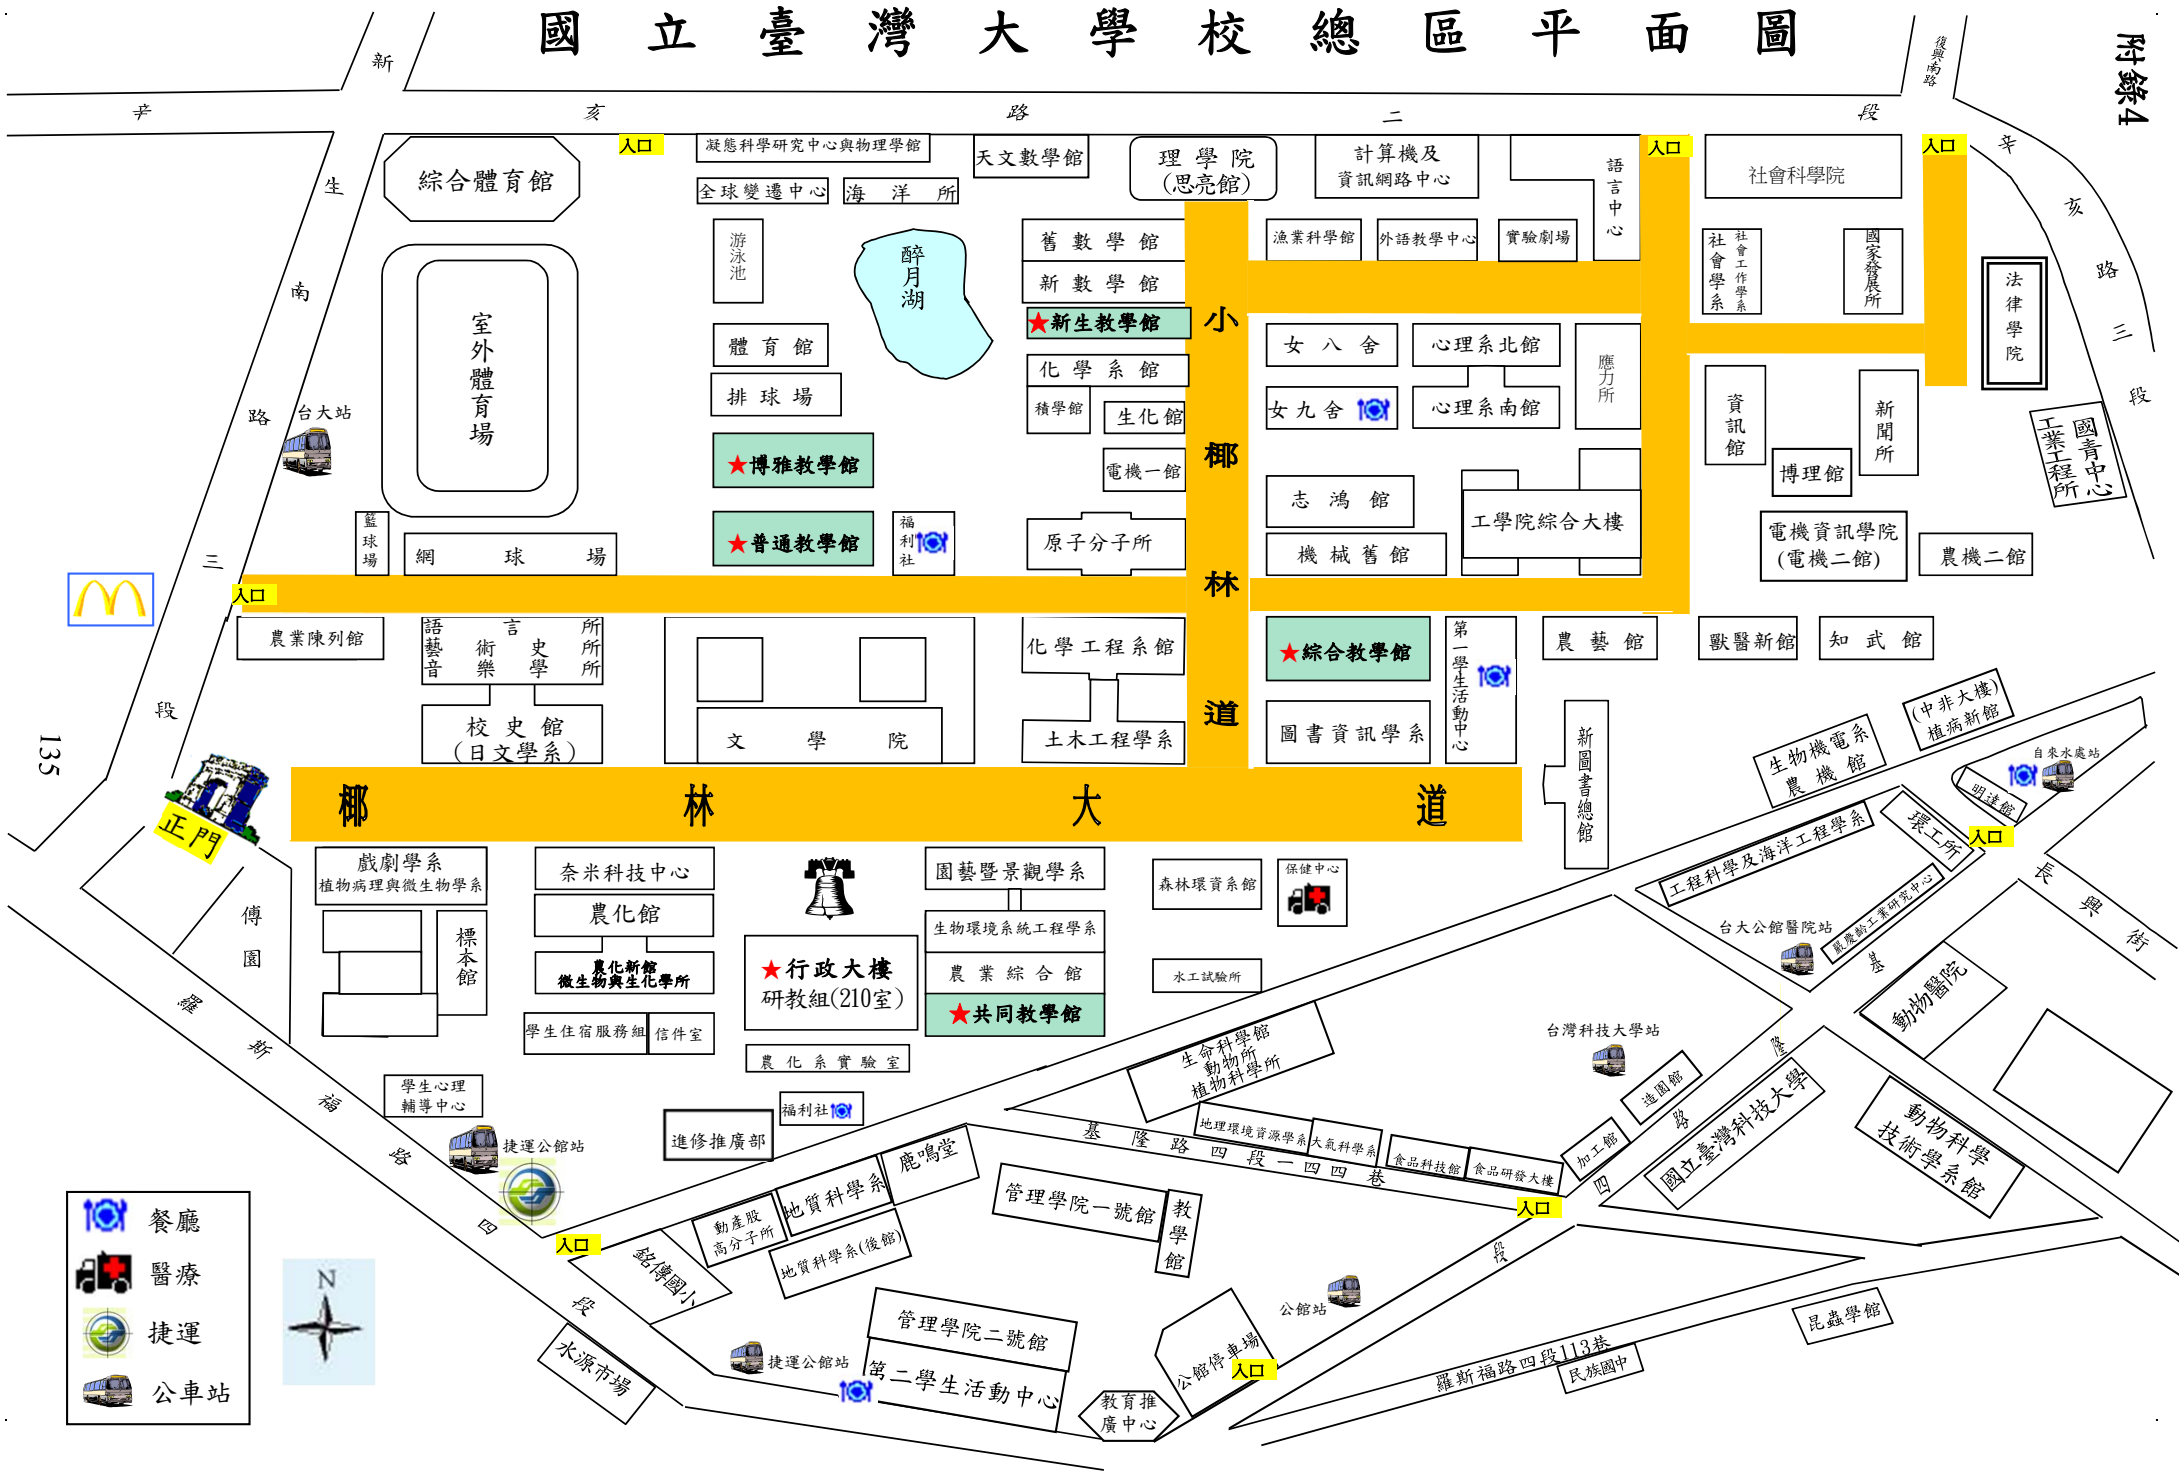 國立臺灣大學校總區平面圖
附錄4
135
新生南路三段
辛亥路二段
復興南路
辛亥路三段
入口
入口
入口
綜合體育館
凝態科學研究中心與物理學館
天文數學館
理學院
(思亮館)
計算機及
資訊網路中心
語言中心
社會科學院
全球變遷中心
海洋所
游泳池
醉月湖
舊數學館
新數學館
★新生教學館
漁業科學館
外語教學中心
實驗劇場
社會學系
社會工作學系
國家發展所
法律學院
室外體育場
體育館
排球場
化學系館
積學館
生化館
女八舍
心理系北館
應力所
女九舍
心理系南館
資訊館
新聞所
國青中心
工業工程所
台大站
★博雅教學館
電機一館
博理館
志鴻館
工學院綜合大樓
籃球場
網球場
★普通教學館
福利社
原子分子所
機械舊館
電機資訊學院
(電機二館)
農機二館
入口
小椰林道
農業陳列館
語言所
藝術史所
音樂學所
校史館
(日文學系)
文學院
化學工程系館
土木工程學系
★綜合教學館
圖書資訊學系
第一學生活動中心
農藝館
獸醫新館
知武館
新圖書總館
(中非大樓)
植病新館
生物機電系
農機館
自來水處站
明達館
入口
正門
椰林大道
戲劇學系
植物病理與微生物學系
標本館
傅園
奈米科技中心
農化館
農化新館
微生物與生化學所
學生住宿服務組
信件室
★行政大樓
研教組(210室)
農化系實驗室
園藝暨景觀學系
生物環境系統工程學系
農業綜合館
★共同教學館
森林環資系館
保健中心
水工試驗所
工程科學及海洋工程學系
環工所
嚴慶齡工業研究中心
台大公館醫院站
長興街
動物醫院
羅斯福路四段
學生心理
輔導中心
捷運公館站
進修推廣部
福利社
生命科學館
動物所
植物科學所
台灣科技大學站
造園館
加工館
基隆路四段
國立臺灣科技大學
動物科學
技術學系館
基隆路四段一四四巷
地理環境資源學系
大氣科學系
食品科技館
食品研發大樓
入口
入口
銘傳國小
動產股
高分子所
地質科學系
地質科學系(後館)
鹿鳴堂
管理學院一號館
教學館
管理學院二號館
第二學生活動中心
捷運公館站
水源市場
公館站
公館停車場
入口
教育推
廣中心
羅斯福路四段113巷
民族國中
昆蟲學館
餐廳
醫療
捷運
公車站
N